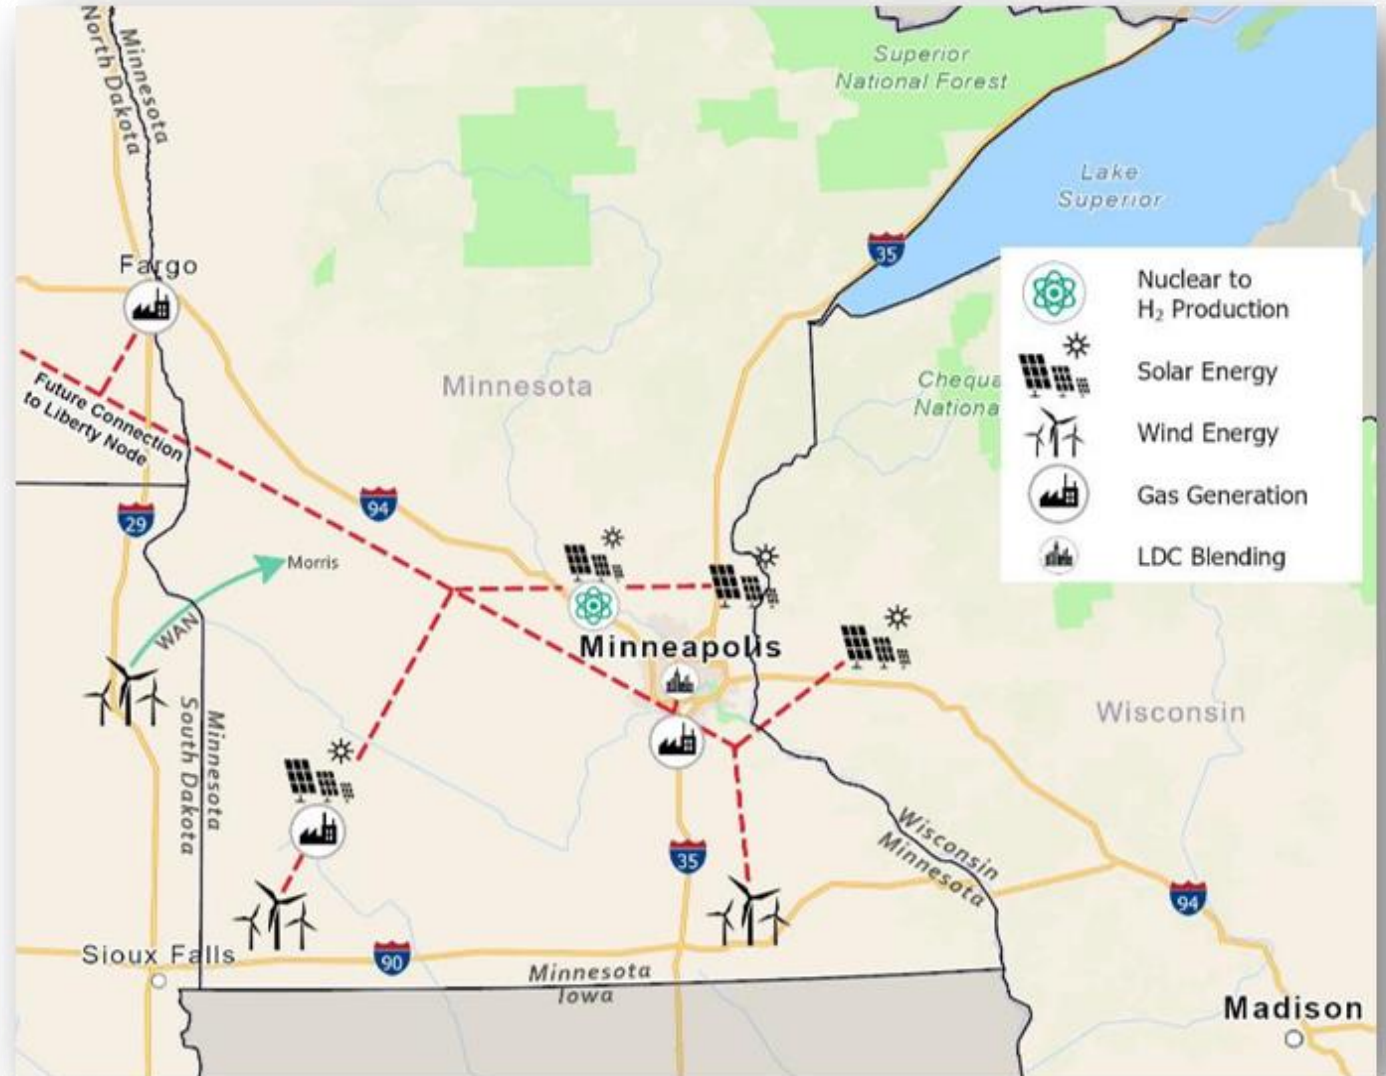 Minnesota
North Dakota
Superior
National Forest
Lake
Superior
35
Fargo
Nuclear to
H₂ Production
Solar Energy
Wind Energy
Gas Generation
LDC Blending
Chequa
Nationa
Minnesota
Future Connection
to Liberty Node
94
29
Morris
WAN
Minneapolis
Wisconsin
Minnesota
South Dakota
35
Wisconsin
Minnesota
94
Sioux Falls
90
Minnesota
Iowa
Madison